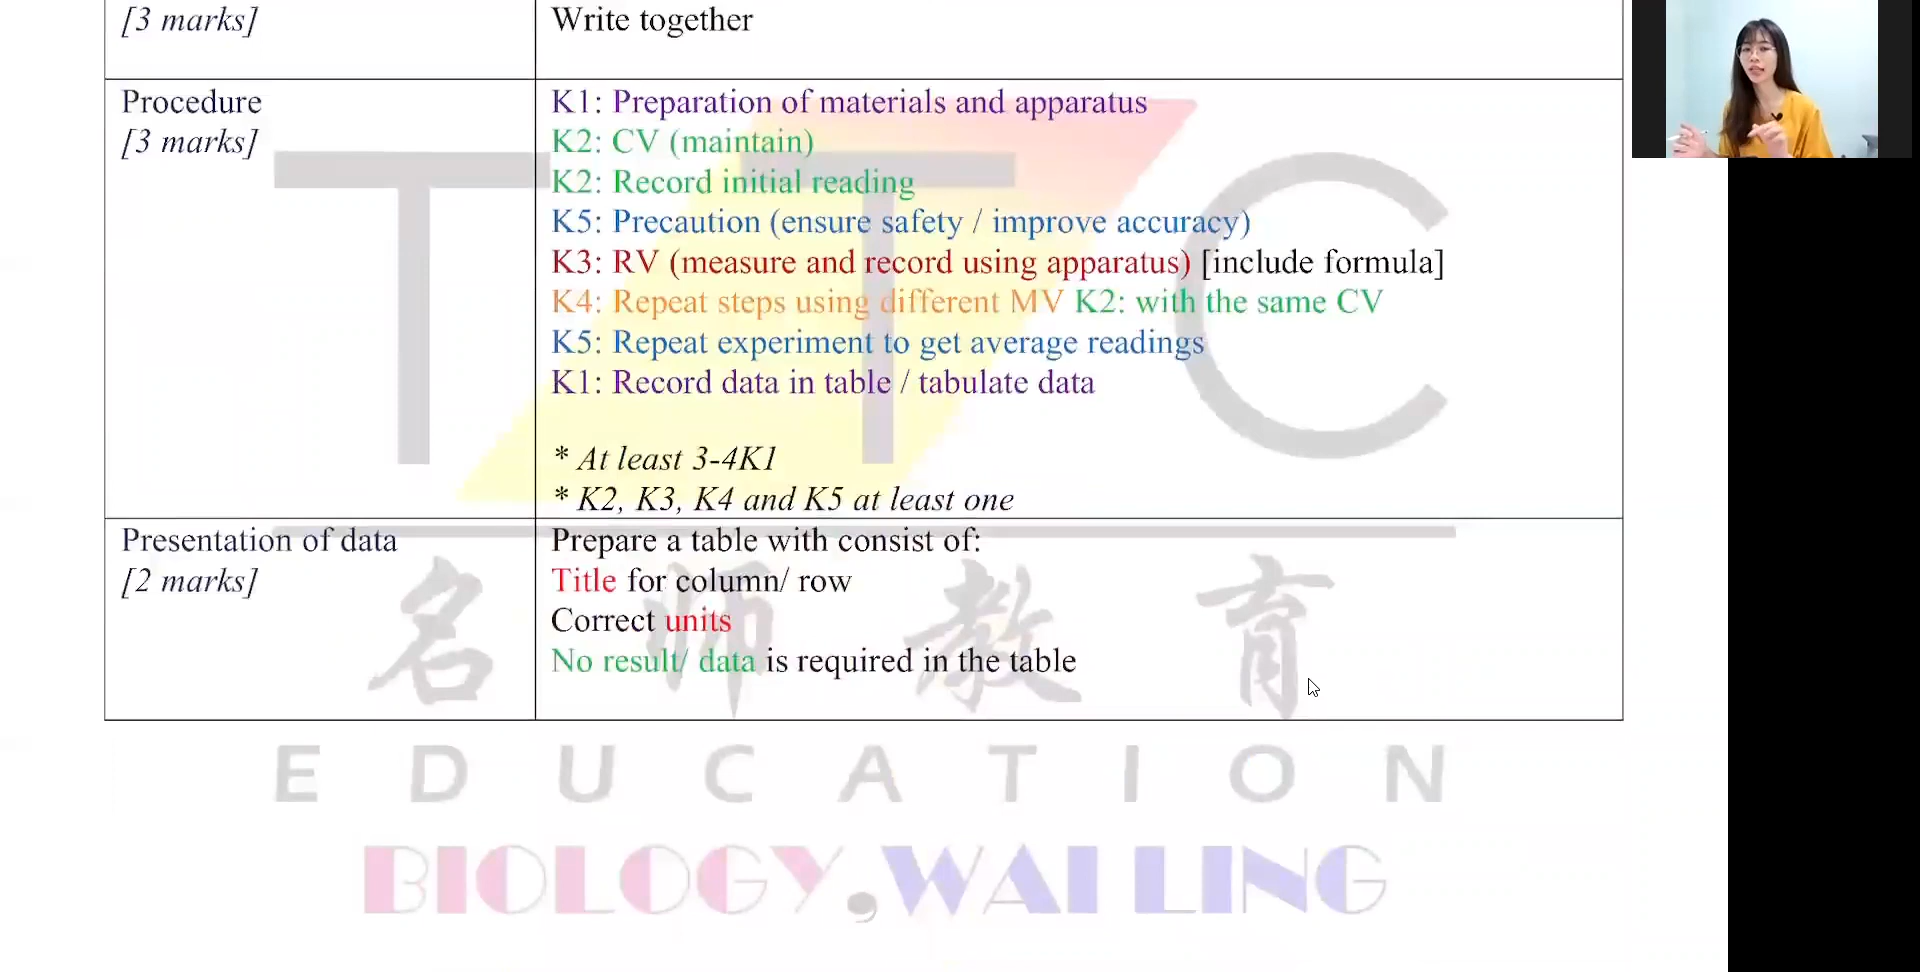 [3 marks]
Write together
Procedure
[3 marks]
K1: Preparation of materials and apparatus
K2: CV (maintain)
K2: Record initial reading
K5: Precaution (ensure safety / improve accuracy)
K3: RV (measure and record using apparatus) [include formula]
K4: Repeat steps using different MV K2: with the same CV
K5: Repeat experiment to get average readings
K1: Record data in table / tabulate data
* At least 3-4K1
* K2, K3, K4 and K5 at least one
Presentation of data
[2 marks]
Prepare a table with consist of:
Title for column/ row
Correct units
No result/ data is required in the table
TTC
名师教育
EDUCATION
BIOLOGY,WAI LING